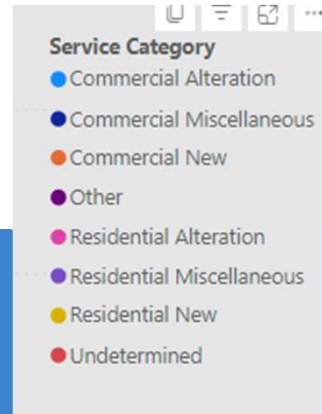 Service Category
Commercial Alteration
Commercial Miscellaneous
Commercial New
Other
Residential Alteration
Residential Miscellaneous
Residential New
Undetermined